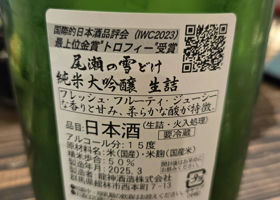 国際的日本酒品評会(IWC2023)
最上位金賞"トロフィー"受賞
尾瀬の雪どけ
純米大吟醸 生詰
フレッシュ・フルーティ・ジューシー
な香りと甘み、柔らかな酸が特徴。
品目:日本酒(生詰・火入処理)
要冷蔵
アルコール分:15度
原材料:米(国産)・米麹(国産米)
精米歩合:50%
製造年月 2025.3
龍神酒造株式会社
群馬県館林市西本町7-13